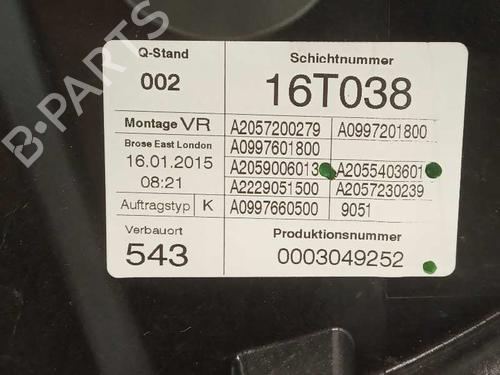 Q-Stand
002
Schichtnummer
16T038
Montage VR
A2057200279 A0997201800
Brose East London
16.01.2015
08:21
A0997601800
A2059006013 A2055403601
A2229051500 A2057230239
Auftragstyp K
A0997660500 9051
Verbauort
543
Produktionsnummer
0003049252
B-PARTS